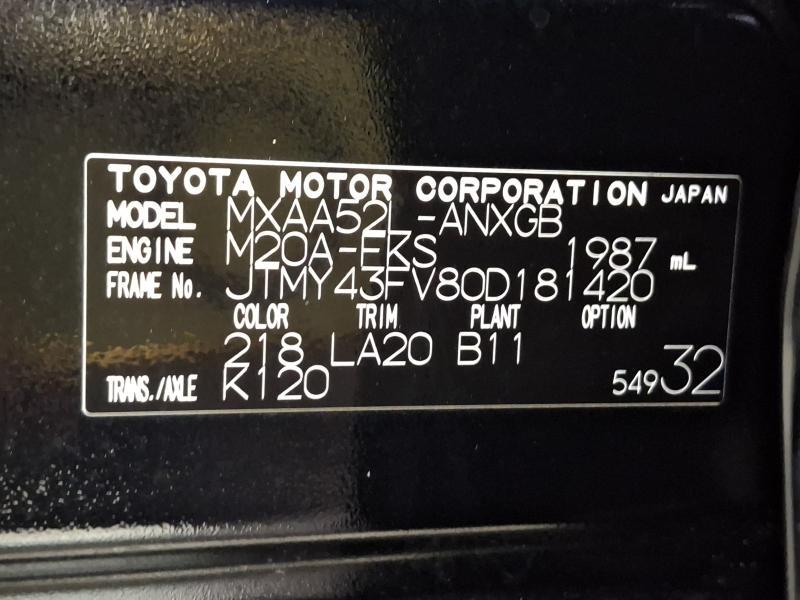 TOYOTA MOTOR CORPORATION JAPAN
MODEL MXAA52L-ANXGB
ENGINE M20A-FKS 1987 mL
FRAME No. JTMY43FV80D181420
COLOR TRIM PLANT OPTION
218 LA20 B11
TRANS./AXLE K120 54932